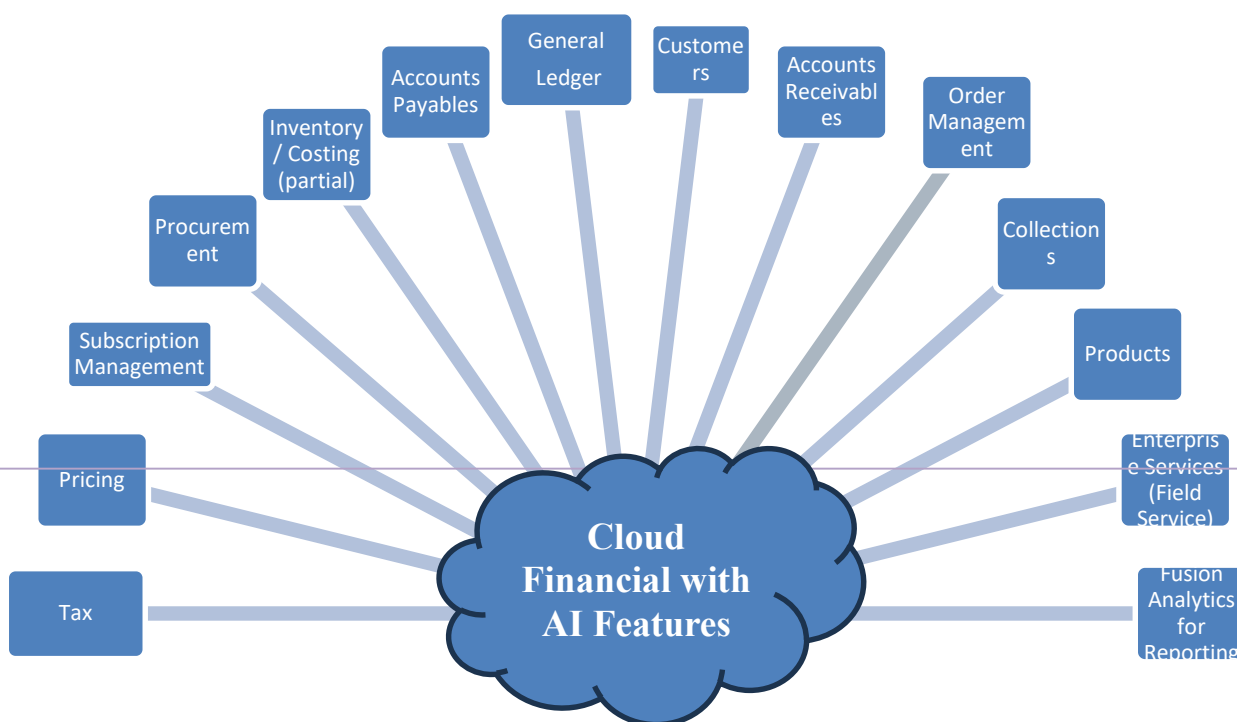 General
Ledger
Custome
rs
Accounts
Payables
Accounts
Receivabl
es
Order
Managem
ent
Inventory
/ Costing
(partial)
Procurem
ent
Collection
s
Subscription
Management
Products
Pricing
Enterpris
e Services
(Field
Service)
Cloud
Financial with
AI Features
Tax
Fusion
Analytics
for
Reporting